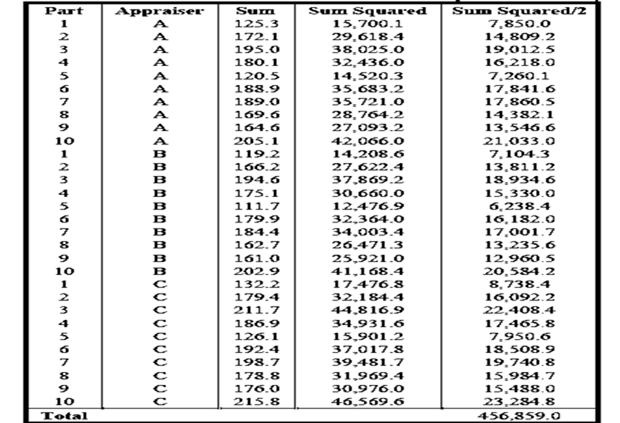 Part Appraiser Sum Sum Squared Sum Squared/2
1 A 125.3 15,700.1 7,850.0
2 A 172.1 29,618.4 14,809.2
3 A 195.0 38,025.0 19,012.5
4 A 180.1 32,436.0 16,218.0
5 A 120.5 14,520.3 7,260.1
6 A 188.9 35,683.2 17,841.6
7 A 189.0 35,721.0 17,860.5
8 A 169.6 28,764.2 14,382.1
9 A 164.6 27,093.2 13,546.6
10 A 205.1 42,066.0 21,033.0
1 B 119.2 14,208.6 7,104.3
2 B 166.2 27,622.4 13,811.2
3 B 194.6 37,869.2 18,934.6
4 B 175.1 30,660.0 15,330.0
5 B 111.7 12,476.9 6,238.4
6 B 179.9 32,364.0 16,182.0
7 B 184.4 34,003.4 17,001.7
8 B 162.7 26,471.3 13,235.6
9 B 161.0 25,921.0 12,960.5
10 B 202.9 41,168.4 20,584.2
1 C 132.2 17,476.8 8,738.4
2 C 179.4 32,184.4 16,092.2
3 C 211.7 44,816.9 22,408.4
4 C 186.9 34,931.6 17,465.8
5 C 126.1 15,901.2 7,950.6
6 C 192.4 37,017.8 18,508.9
7 C 198.7 39,481.7 19,740.8
8 C 178.8 31,969.4 15,984.7
9 C 176.0 30,976.0 15,488.0
10 C 215.8 46,569.6 23,284.8
Total 456,859.0